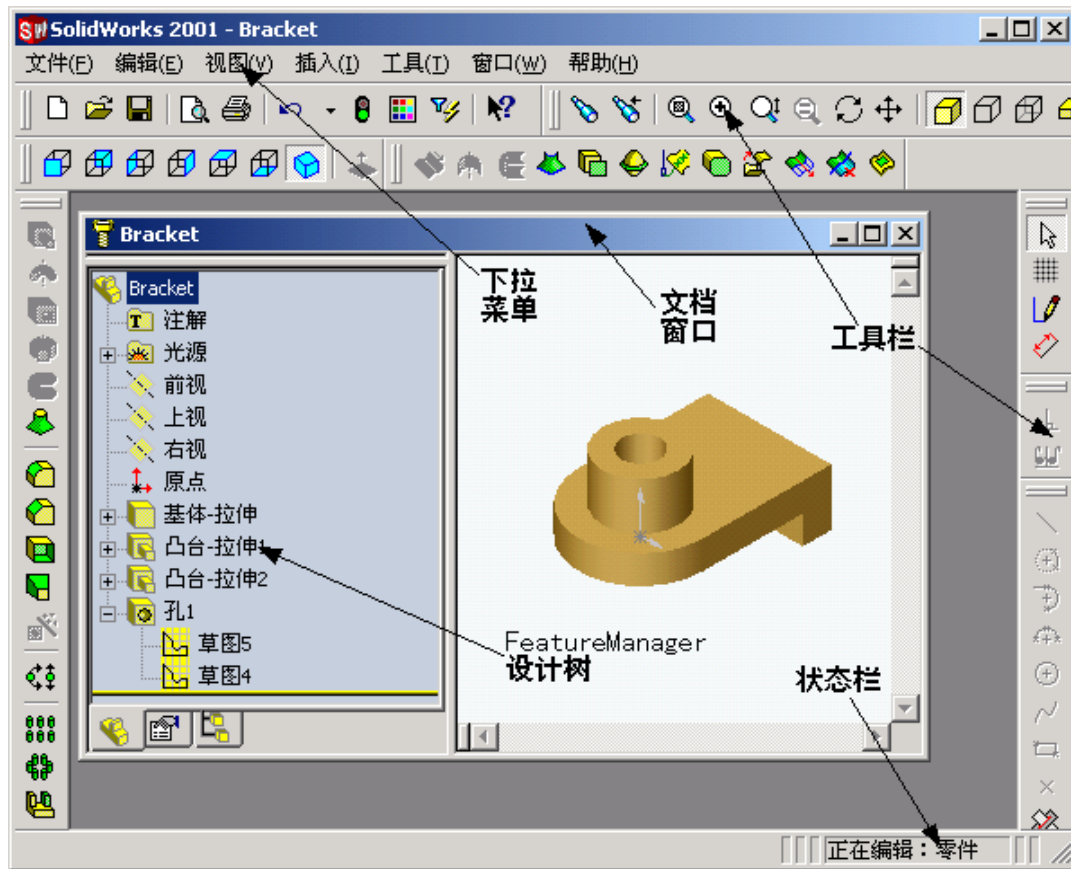 SolidWorks 2001 - Bracket
文件(F) 编辑(E) 视图(V) 插入(I) 工具(T) 窗口(W) 帮助(H)
Bracket
Bracket
注解
光源
前视
上视
右视
原点
基体-拉伸
凸台-拉伸1
凸台-拉伸2
孔1
草图5
草图4
下拉
菜单
文档
窗口
工具栏
FeatureManager
设计树
状态栏
正在编辑：零件